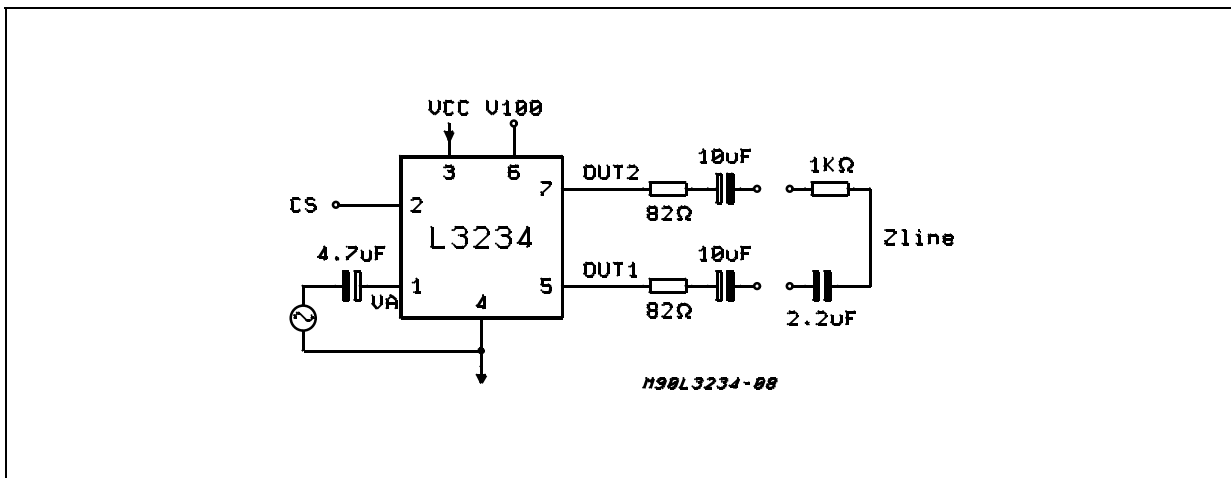 VCC V100
10uF
1KΩ
OUT2
3
6
7
CS
2
82Ω
L3234
Zline
4.7uF
10uF
OUT1
1
5
VA
4
82Ω
2.2uF
M90L3234-08